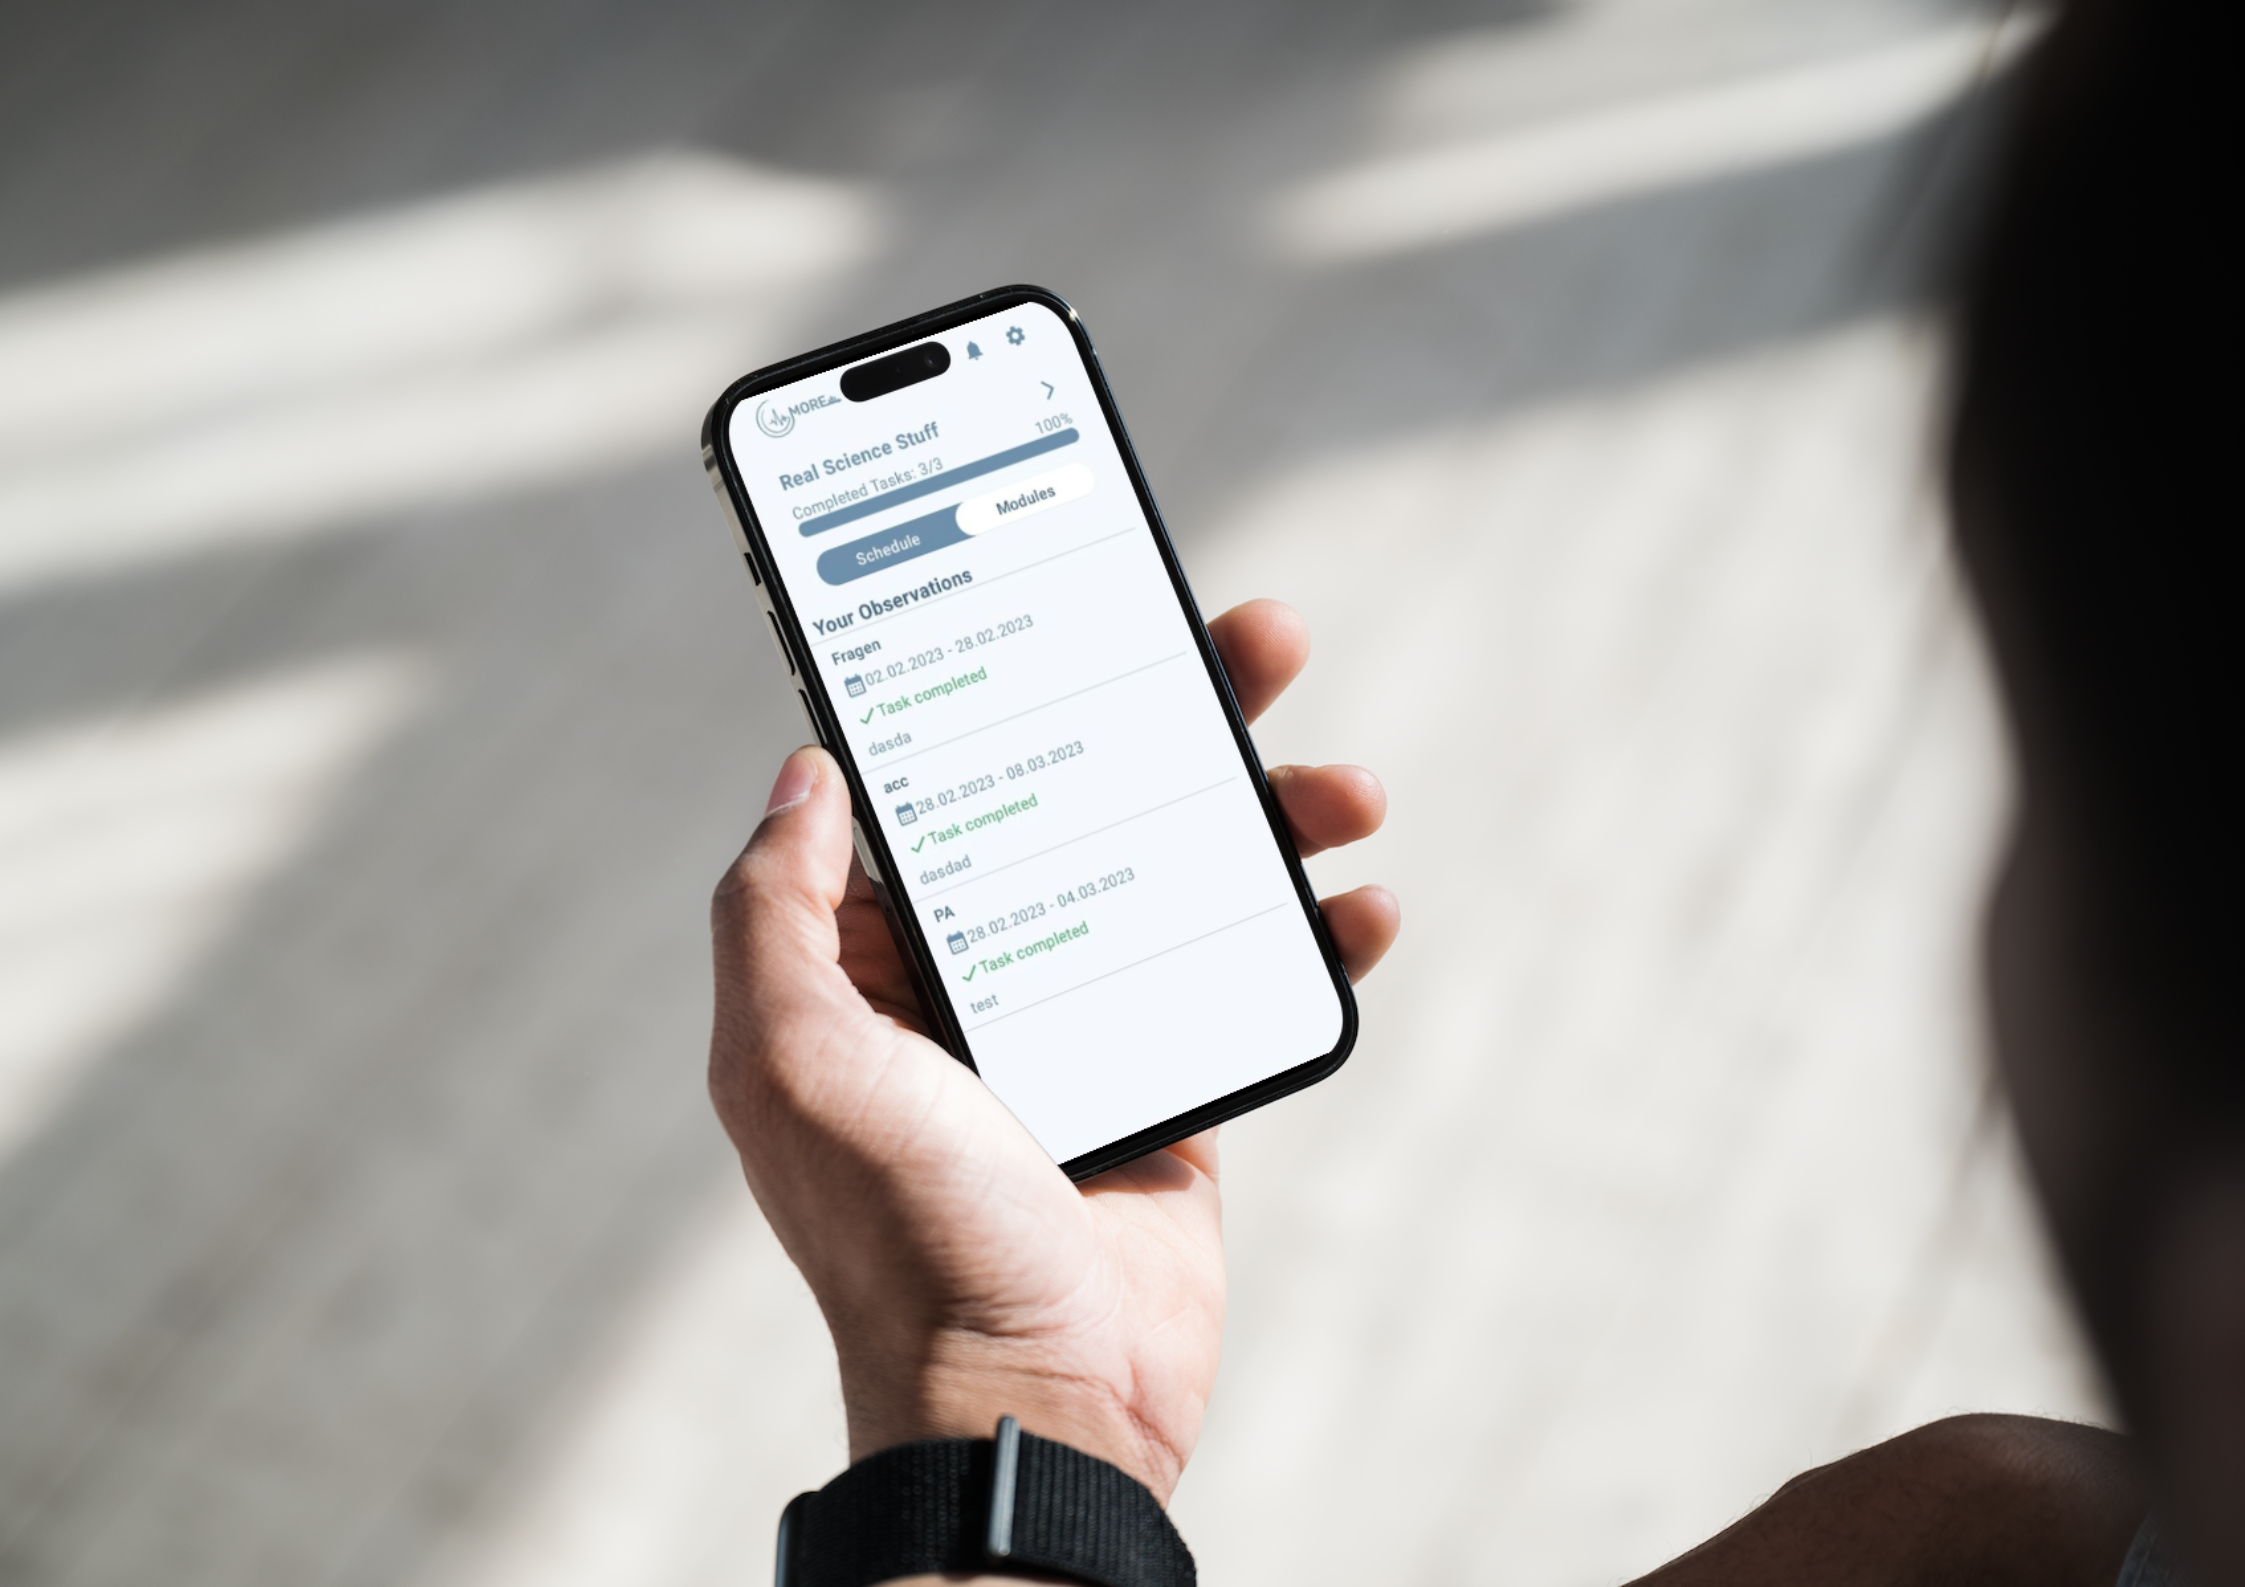 MORE
Real Science Stuff
Completed Tasks: 3/3
100%
Schedule
Modules
Your Observations
Fragen
02.02.2023 - 28.02.2023
Task completed
dasda
acc
28.02.2023 - 08.03.2023
Task completed
dasdad
PA
28.02.2023 - 04.03.2023
Task completed
test